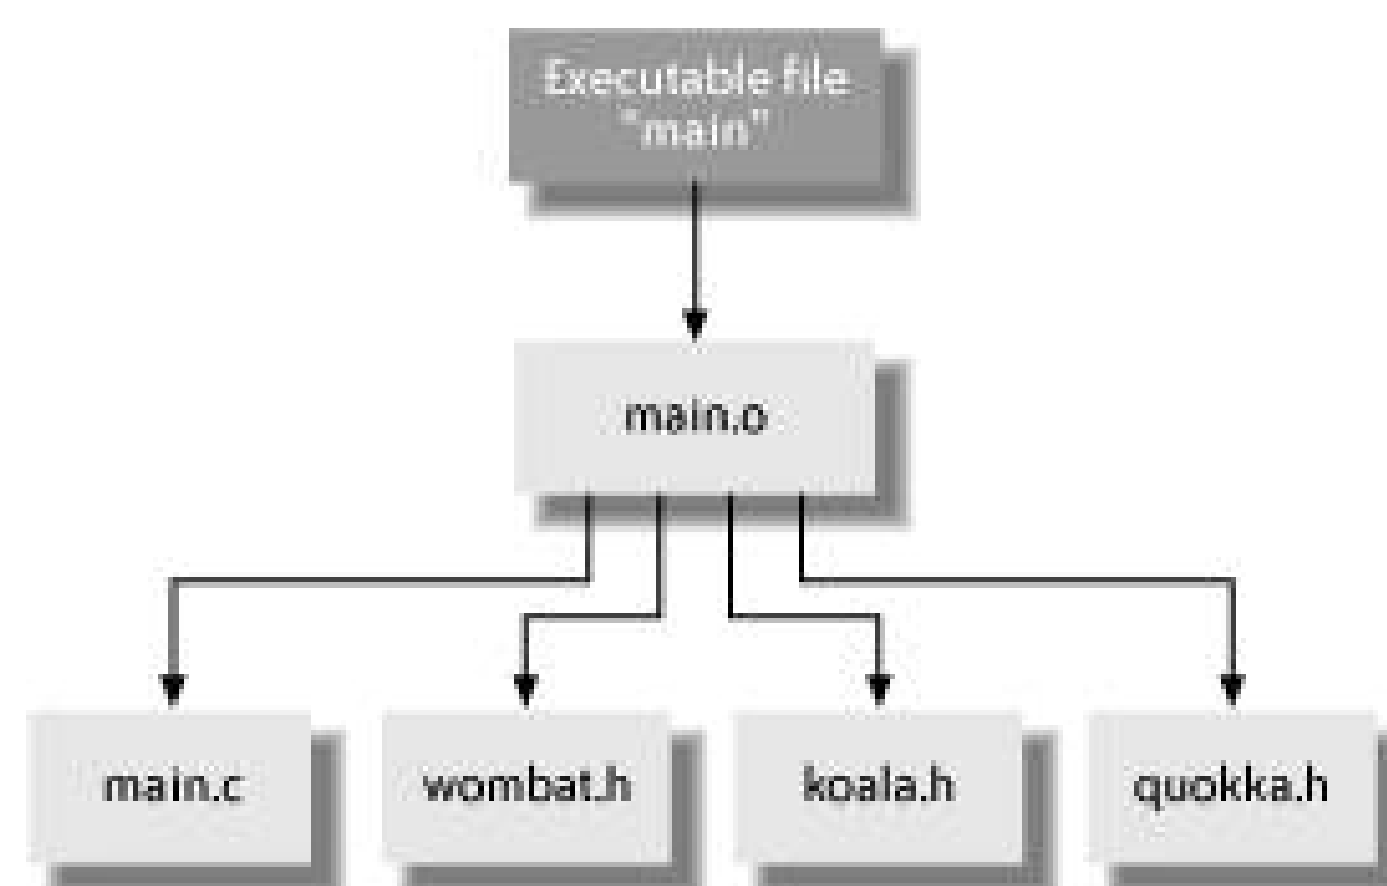 Executable file
"main"
main.o
main.c
wombat.h
koala.h
quokka.h